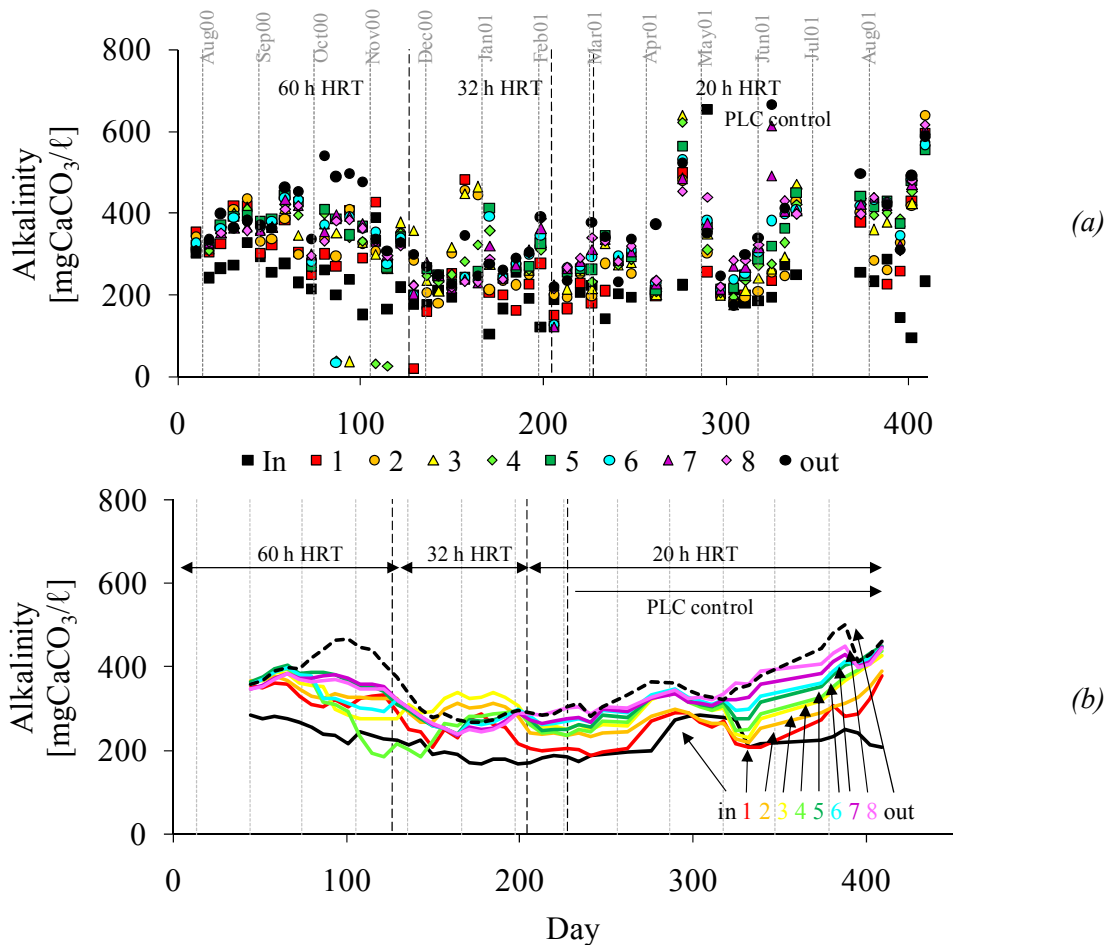 Aug00 Sep00 Oct00 Nov00 Dec00 Jan01 Feb01 Mar01 Apr01 May01 Jun01 Jul01 Aug01
800
60 h HRT 32 h HRT 20 h HRT
PLC control
600
400
200
0
Alkalinity
[mgCaCO3/ℓ]
(a)
0 100 200 300 400
In 1 2 3 4 5 6 7 8 out
800
60 h HRT 32 h HRT 20 h HRT
600
PLC control
400
200
0
Alkalinity
[mgCaCO3/ℓ]
(b)
in 1 2 3 4 5 6 7 8 out
0 100 200 300 400
Day